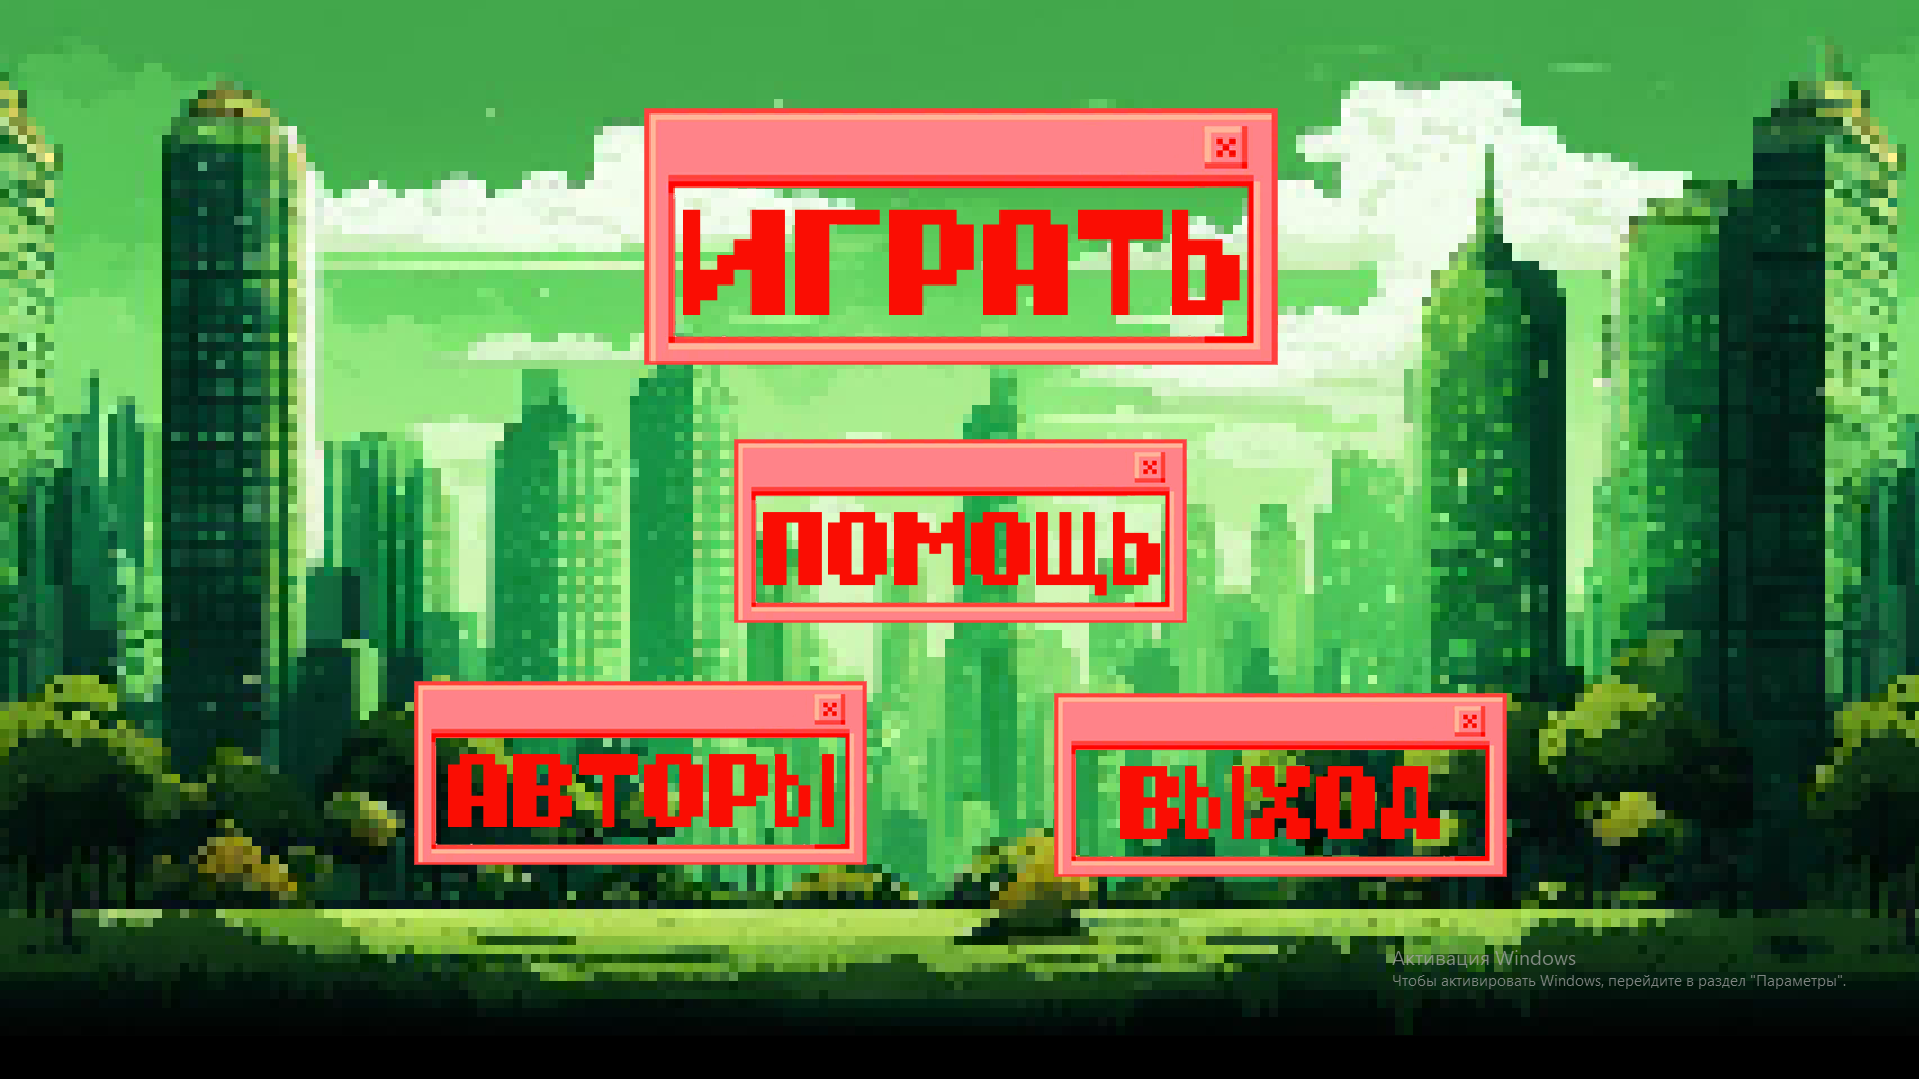 ИГРАТЬ
ПОМОЩЬ
АВТОРЫ
ВЫХОД
Активация Windows
Чтобы активировать Windows, перейдите в раздел "Параметры".